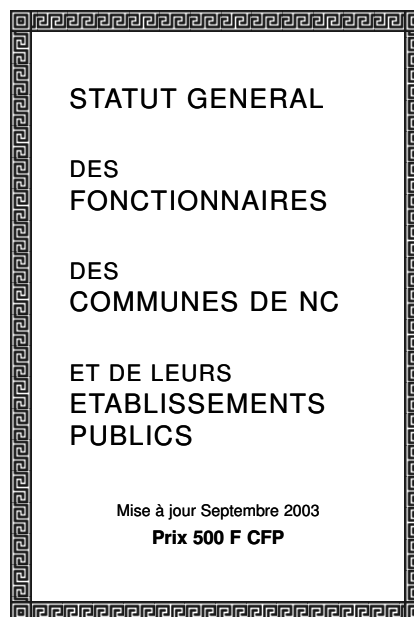 STATUT GENERAL
DES
FONCTIONNAIRES
DES
COMMUNES DE NC
ET DE LEURS
ETABLISSEMENTS
PUBLICS
Mise à jour Septembre 2003
Prix 500 F CFP